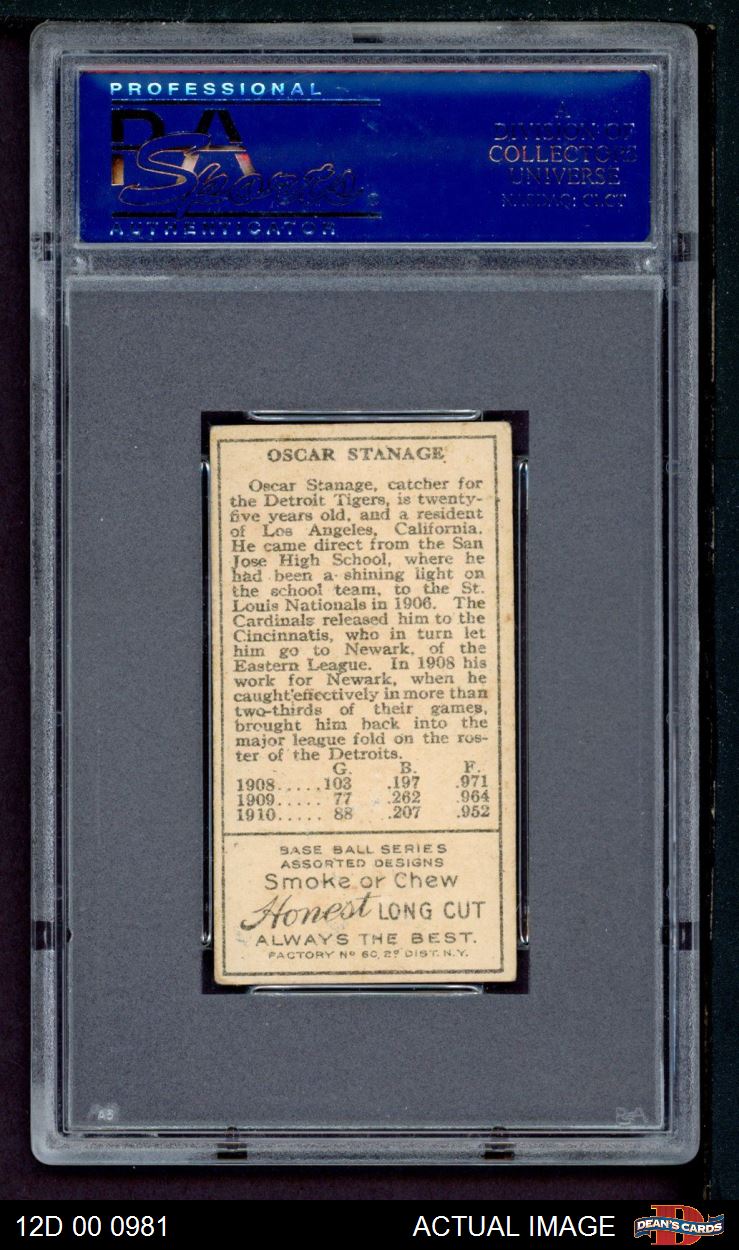 PROFESSIONAL
PSA
Sports
AUTHENTICATOR
A
DIVISION OF
COLLECTORS
UNIVERSE
NASDAQ: CLCT
OSCAR STANAGE
Oscar Stanage, catcher for
the Detroit Tigers, is twenty-
five years old, and a resident
of Los Angeles, California.
He came direct from the San
Jose High School, where he
had been a shining light on
the school team, to the St.
Louis Nationals in 1906. The
Cardinals released him to the
Cincinnatis, who in turn let
him go to Newark, of the
Eastern League. In 1908 his
work for Newark, when he
caught effectively in more than
two-thirds of their games,
brought him back into the
major league fold on the ros-
ter of the Detroits.
G. B. F.
1908.....103 .197 .971
1909..... 77 .262 .964
1910..... 88 .207 .952
BASE BALL SERIES
ASSORTED DESIGNS
Smoke or Chew
Honest LONG CUT
ALWAYS THE BEST.
FACTORY Nº 60, 2º DIST. N.Y.
A5
PSA
12D 00 0981
ACTUAL IMAGE
DEAN'S CARDS